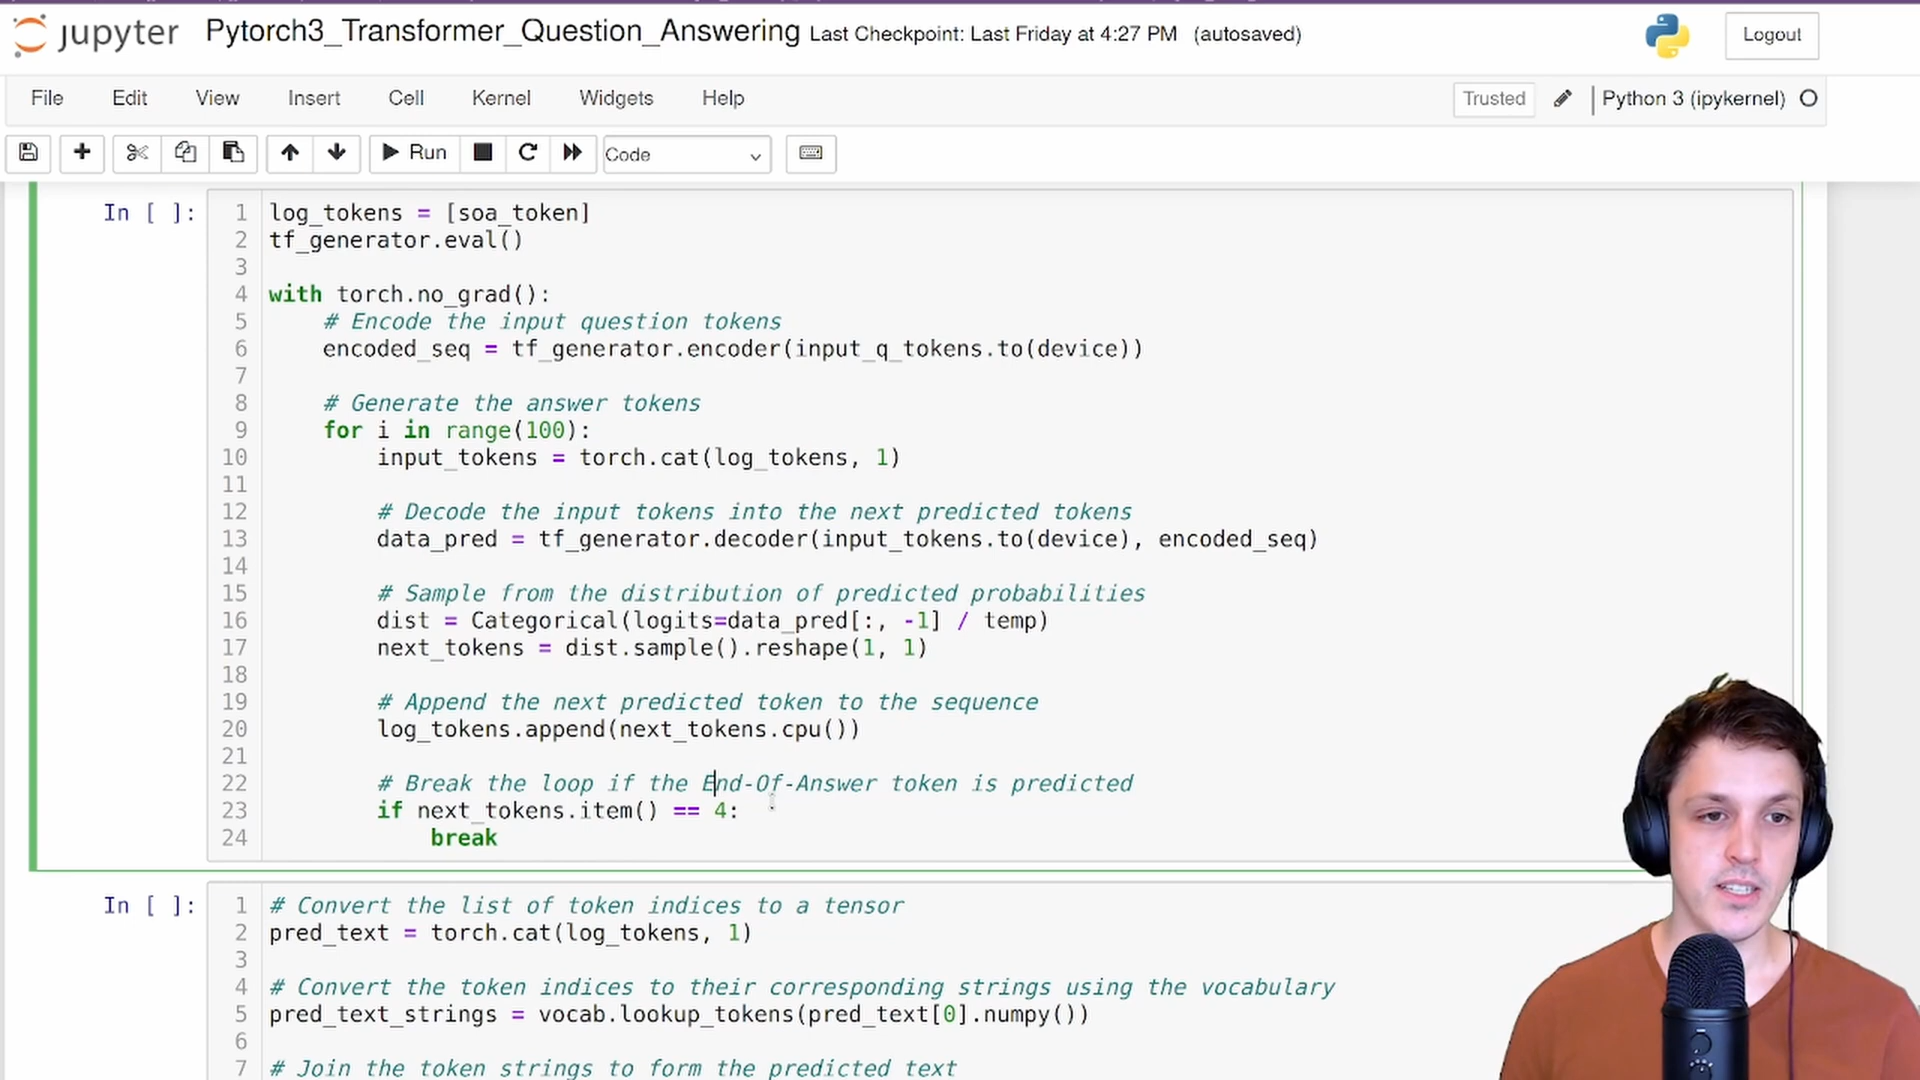 jupyter Pytorch3_Transformer_Question_Answering Last Checkpoint: Last Friday at 4:27 PM (autosaved) Logout
File Edit View Insert Cell Kernel Widgets Help Trusted Python 3 (ipykernel)
Run Code
In [ ]:
1 log_tokens = [soa_token]
2 tf_generator.eval()
3
4 with torch.no_grad():
5 # Encode the input question tokens
6 encoded_seq = tf_generator.encoder(input_q_tokens.to(device))
7
8 # Generate the answer tokens
9 for i in range(100):
10 input_tokens = torch.cat(log_tokens, 1)
11
12 # Decode the input tokens into the next predicted tokens
13 data_pred = tf_generator.decoder(input_tokens.to(device), encoded_seq)
14
15 # Sample from the distribution of predicted probabilities
16 dist = Categorical(logits=data_pred[:, -1] / temp)
17 next_tokens = dist.sample().reshape(1, 1)
18
19 # Append the next predicted token to the sequence
20 log_tokens.append(next_tokens.cpu())
21
22 # Break the loop if the End-Of-Answer token is predicted
23 if next_tokens.item() == 4:
24 break
In [ ]:
1 # Convert the list of token indices to a tensor
2 pred_text = torch.cat(log_tokens, 1)
3
4 # Convert the token indices to their corresponding strings using the vocabulary
5 pred_text_strings = vocab.lookup_tokens(pred_text[0].numpy())
6
7 # Join the token strings to form the predicted text